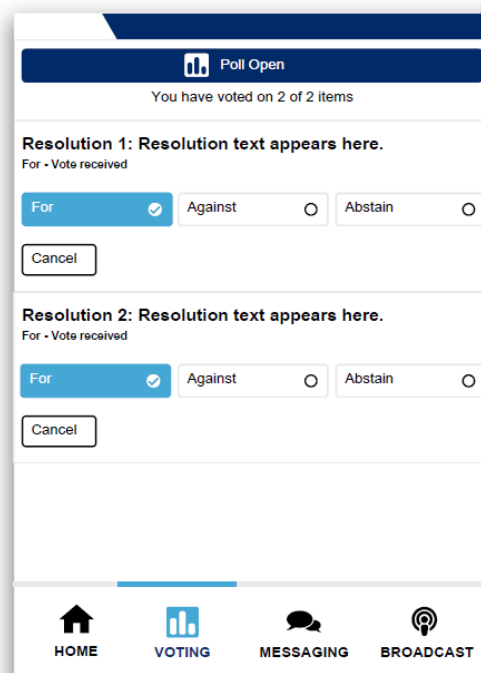 Poll Open
You have voted on 2 of 2 items
Resolution 1: Resolution text appears here.
For - Vote received
For Against Abstain
Cancel
Resolution 2: Resolution text appears here.
For - Vote received
For Against Abstain
Cancel
HOME VOTING MESSAGING BROADCAST